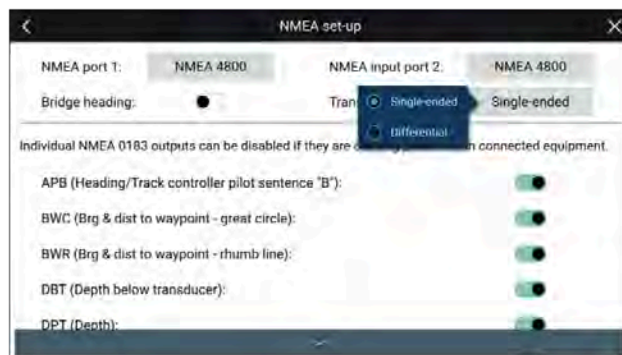 NMEA set-up
NMEA port 1: NMEA 4800 NMEA input port 2: NMEA 4800
Bridge heading: Single-ended Single-ended
Differential
Individual NMEA 0183 outputs can be disabled if they are connected equipment.
APB (Heading/Track controller pilot sentence "B"):
BWC (Brg & dist to waypoint - great circle):
BWR (Brg & dist to waypoint - rhumb line):
DBT (Depth below transducer):
DPT (Depth):